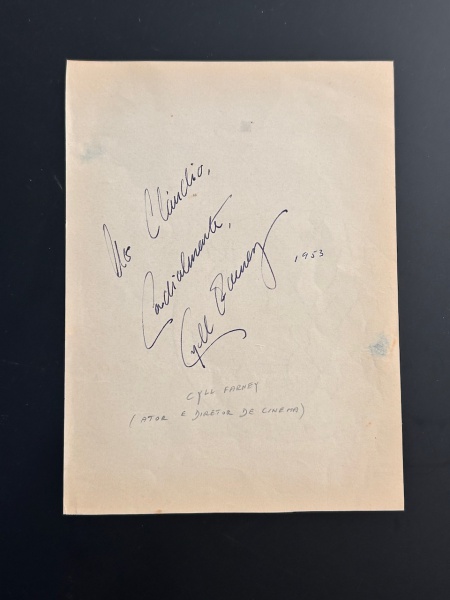 Ao Cláudio,
Cordialmente,
Cyll Farney
1953
CYLL FARNEY
(ATOR E DIRETOR DE CINEMA)